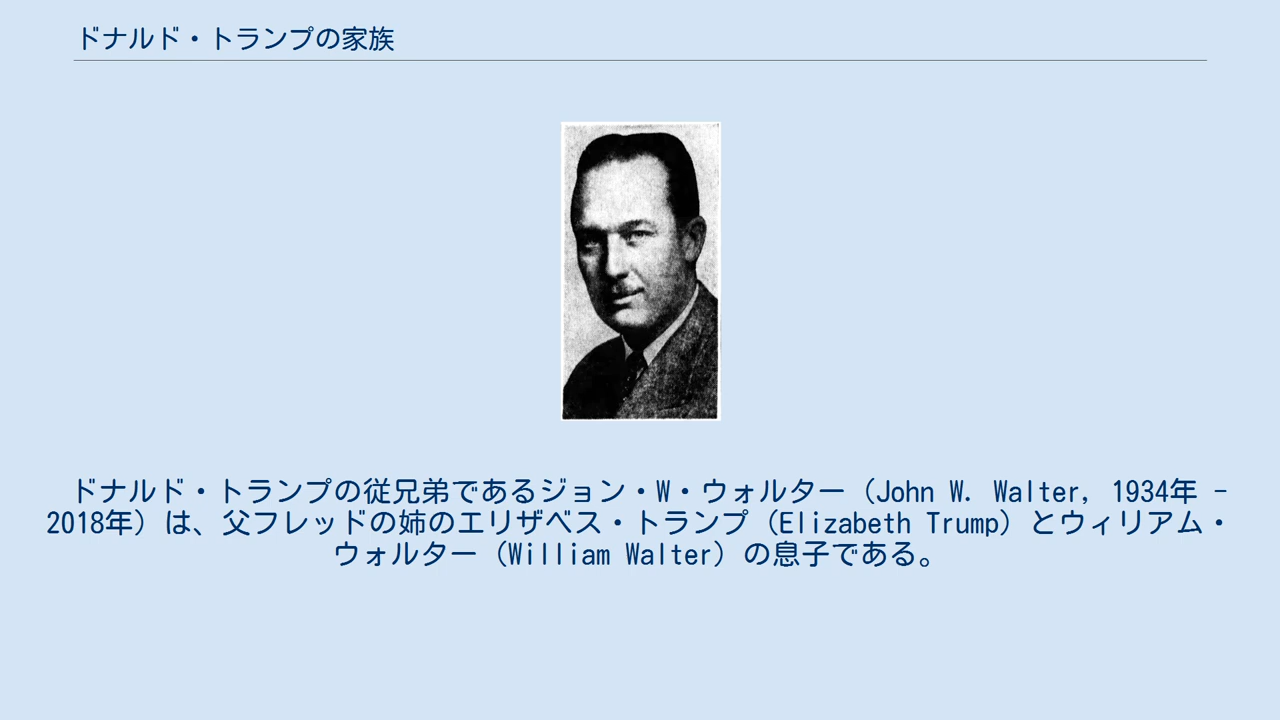 ドナルド・トランプの家族
ドナルド・トランプの従兄弟であるジョン・W・ウォルター（John W. Walter, 1934年 -
2018年）は、父フレッドの姉のエリザベス・トランプ（Elizabeth Trump）とウィリアム・
ウォルター（William Walter）の息子である。